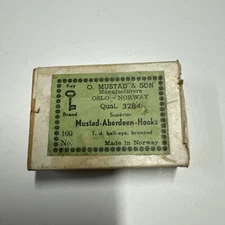 Key
Brand
O. MUSTAD & SON
Manufacturers
OSLO - NORWAY
Qual. 3264
Superior
Mustad-Aberdeen-Hooks
100
T. d. ball-eye, bronzed
No.
Made in Norway